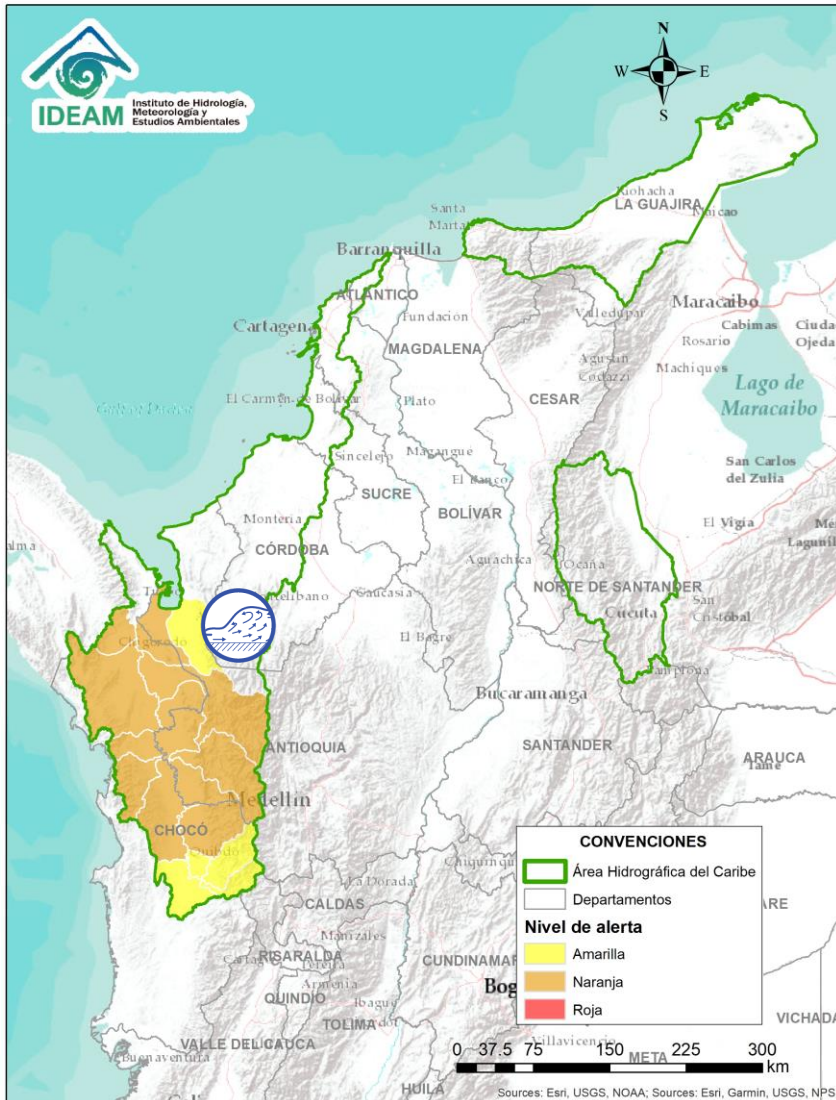 IDEAM
Instituto de Hidrología,
Meteorología y
Estudios Ambientales
N
W
E
S
Riohacha
LA GUAJIRA
Maicao
Santa
Marta
Barranquilla
ATLÁNTICO
Fundación
Cartagena
MAGDALENA
Valledupar
Maracaibo
Cabimas
Ciudad
Ojeda
Rosario
Machiques
Agustín
Codazzi
CESAR
Lago de
Maracaibo
El Carmen de Bolívar
Plato
Sincelejo
Magangué
San Carlos
del Zulia
SUCRE
El Banco
BOLÍVAR
Montería
El Vigía
CÓRDOBA
Aguachica
Ocaña
NORTE DE SANTANDER
Caucasia
Cúcuta
San
Cristóbal
Chigorodó
El Bagre
Pamplona
Bucaramanga
ANTIOQUIA
SANTANDER
ARAUCA
Tame
Medellín
CHOCÓ
Quibdó
La Dorada
CALDAS
Manizales
RISARALDA
Pereira
Armenia
QUINDÍO
Ibagué
TOLIMA
CUNDINAMAR
Bog
VICHADA
Villavicencio
META
VALLE DEL CAUCA
Buenaventura
HUILA
CONVENCIONES
Área Hidrográfica del Caribe
Departamentos
Nivel de alerta
Amarilla
Naranja
Roja
0 37.5 75 150 225 300
km
Sources: Esri, USGS, NOAA; Sources: Esri, Garmin, USGS, NPS